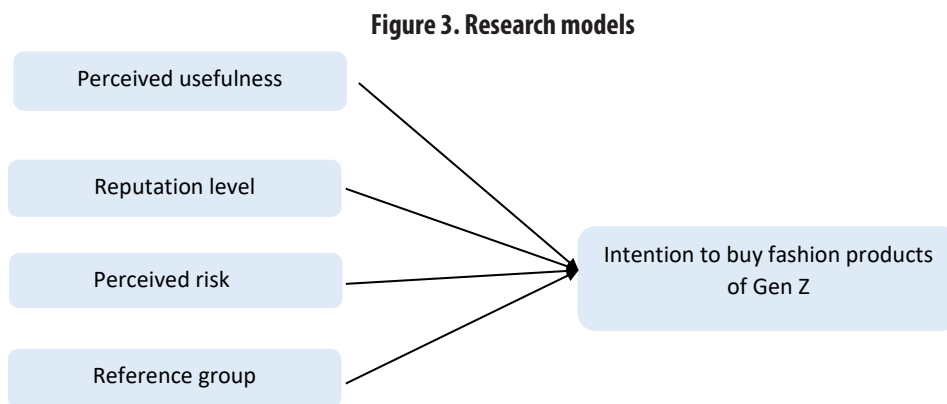 Figure 3. Research models
Perceived usefulness
Reputation level
Perceived risk
Reference group
Intention to buy fashion products
of Gen Z